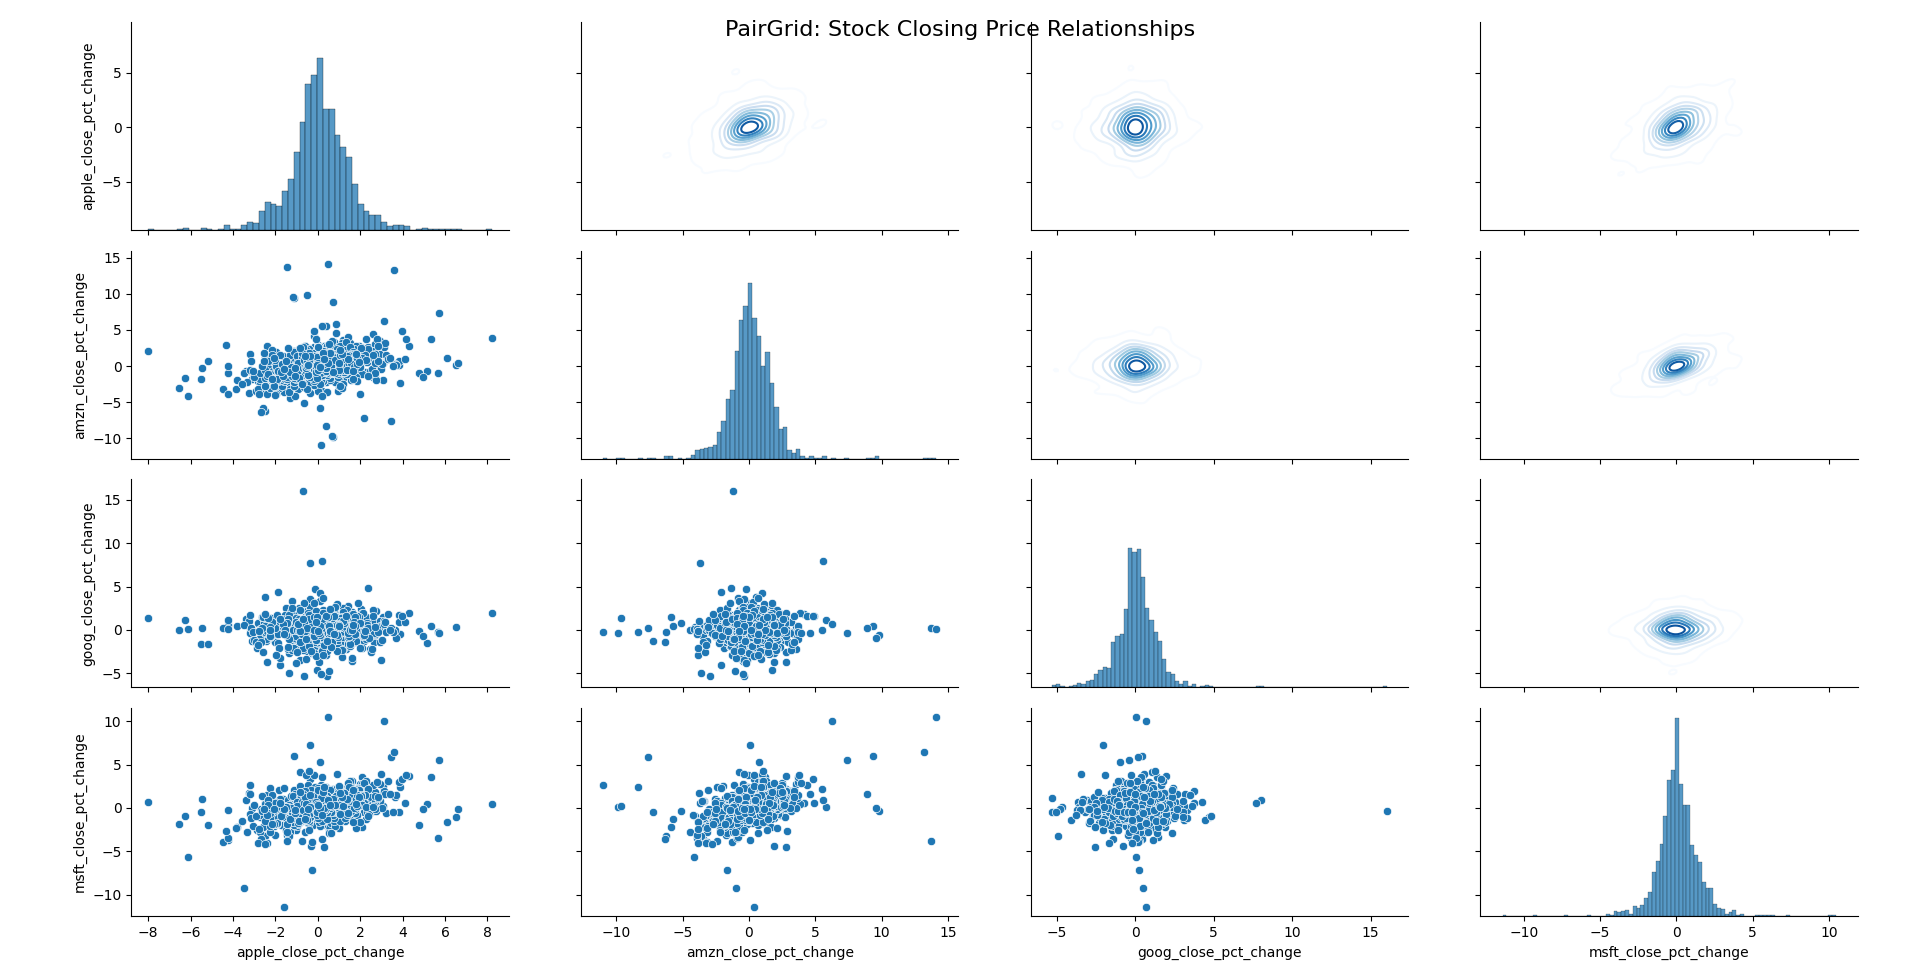 PairGrid: Stock Closing Price Relationships
apple_close_pct_change
5
0
−5
amzn_close_pct_change
15
10
5
0
−5
−10
goog_close_pct_change
15
10
5
0
−5
msft_close_pct_change
10
5
0
−5
−10
−8 −6 −4 −2 0 2 4 6 8
apple_close_pct_change
−10 −5 0 5 10 15
amzn_close_pct_change
−5 0 5 10 15
goog_close_pct_change
−10 −5 0 5 10
msft_close_pct_change